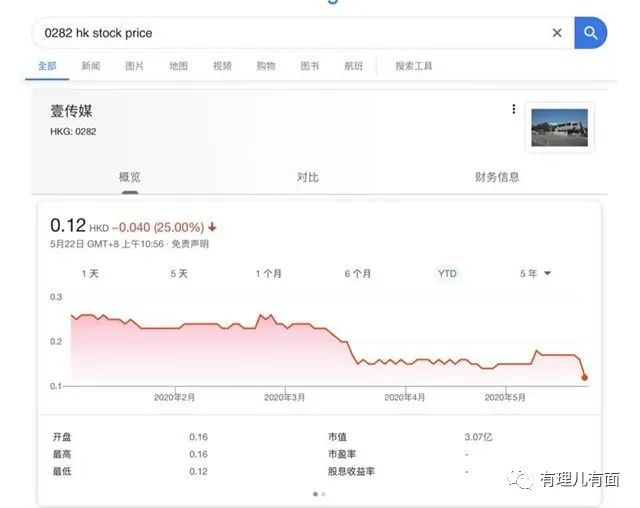 0282 hk stock price
全部 新闻 图片 地图 视频 购物 图书 航班 搜索工具
壹传媒
HKG: 0282
概览 对比 财务信息
0.12 HKD −0.040 (25.00%)
5月22日 GMT+8 上午10:56 · 免责声明
1 天 5 天 1 个月 6 个月 YTD 5 年
0.3
0.2
0.1
2020年2月 2020年3月 2020年4月 2020年5月
开盘 0.16 市值 3.07亿
最高 0.16 市盈率 -
最低 0.12 股息收益率 -
有理儿有面